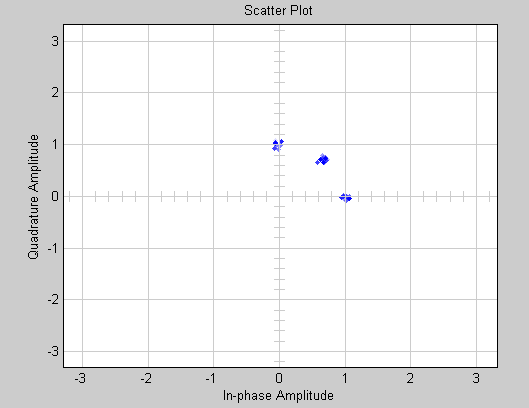 Scatter Plot
3
2
1
0
-1
-2
-3
Quadrature Amplitude
-3 -2 -1 0 1 2 3
In-phase Amplitude